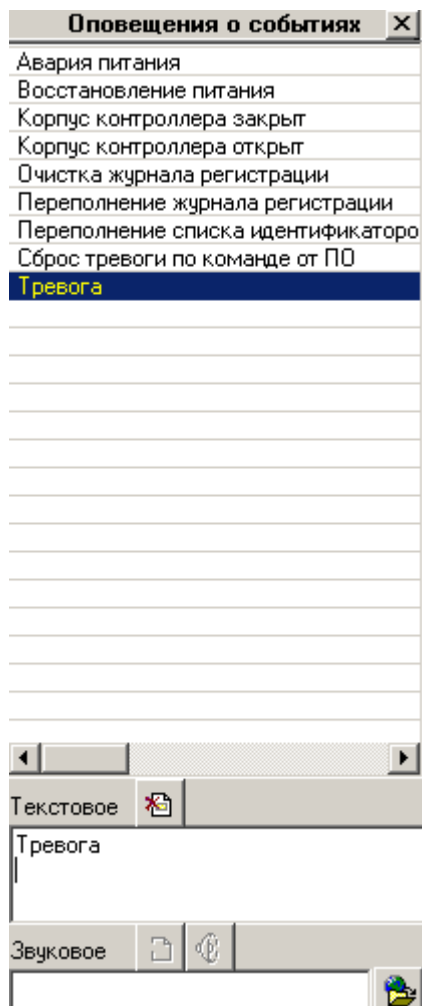 Оповещения о событиях
Авария питания
Восстановление питания
Корпус контроллера закрыт
Корпус контроллера открыт
Очистка журнала регистрации
Переполнение журнала регистрации
Переполнение списка идентификаторо
Сброс тревоги по команде от ПО
Тревога
Текстовое
Тревога
Звуковое